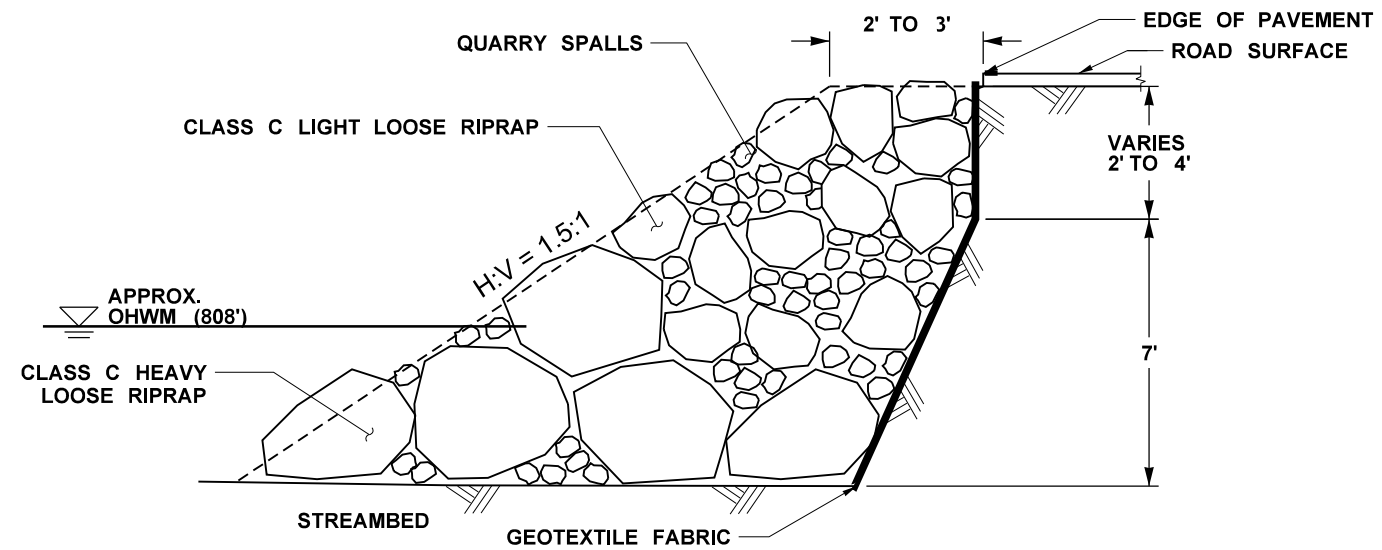 2' TO 3'
EDGE OF PAVEMENT
QUARRY SPALLS
ROAD SURFACE
CLASS C LIGHT LOOSE RIPRAP
VARIES
2' TO 4'
H:V = 1.5:1
APPROX.
OHWM (808')
7'
CLASS C HEAVY
LOOSE RIPRAP
STREAMBED
GEOTEXTILE FABRIC